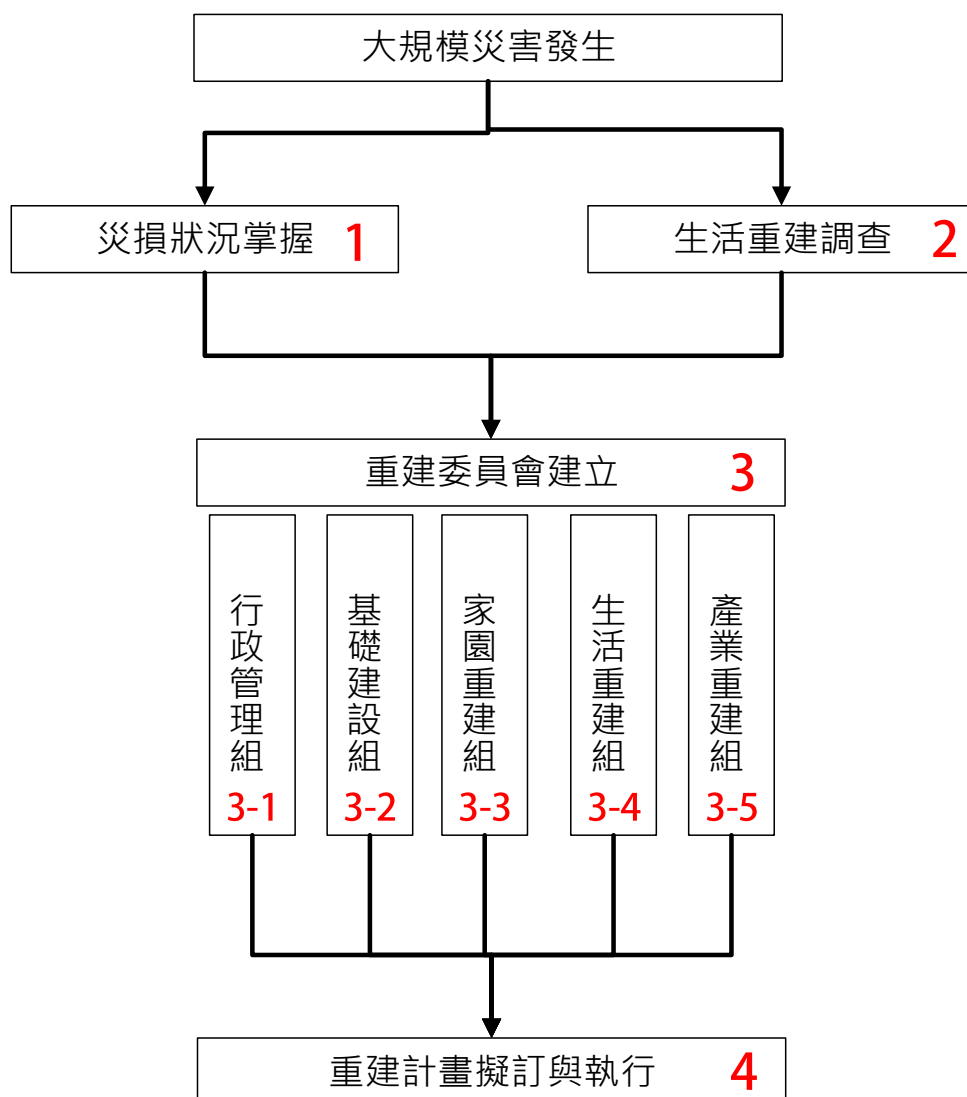 大規模災害發生
災損狀況掌握 1
生活重建調查 2
重建委員會建立 3
行政管理組
3-1
基礎建設組
3-2
家園重建組
3-3
生活重建組
3-4
產業重建組
3-5
重建計畫擬訂與執行 4